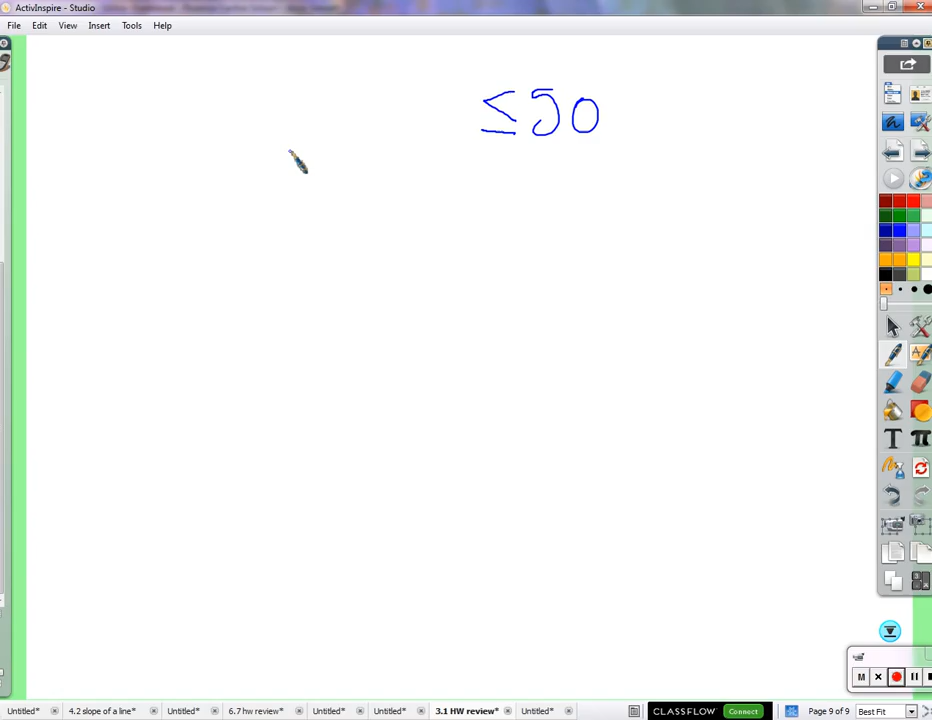 ActivInspire - Studio
File Edit View Insert Tools Help
≤50
M
Untitled* 4.2 slope of a line* Untitled* 6.7 hw review* Untitled* Untitled* 3.1 HW review* Untitled* CLASSFLOW Connect Page 9 of 9 Best Fit